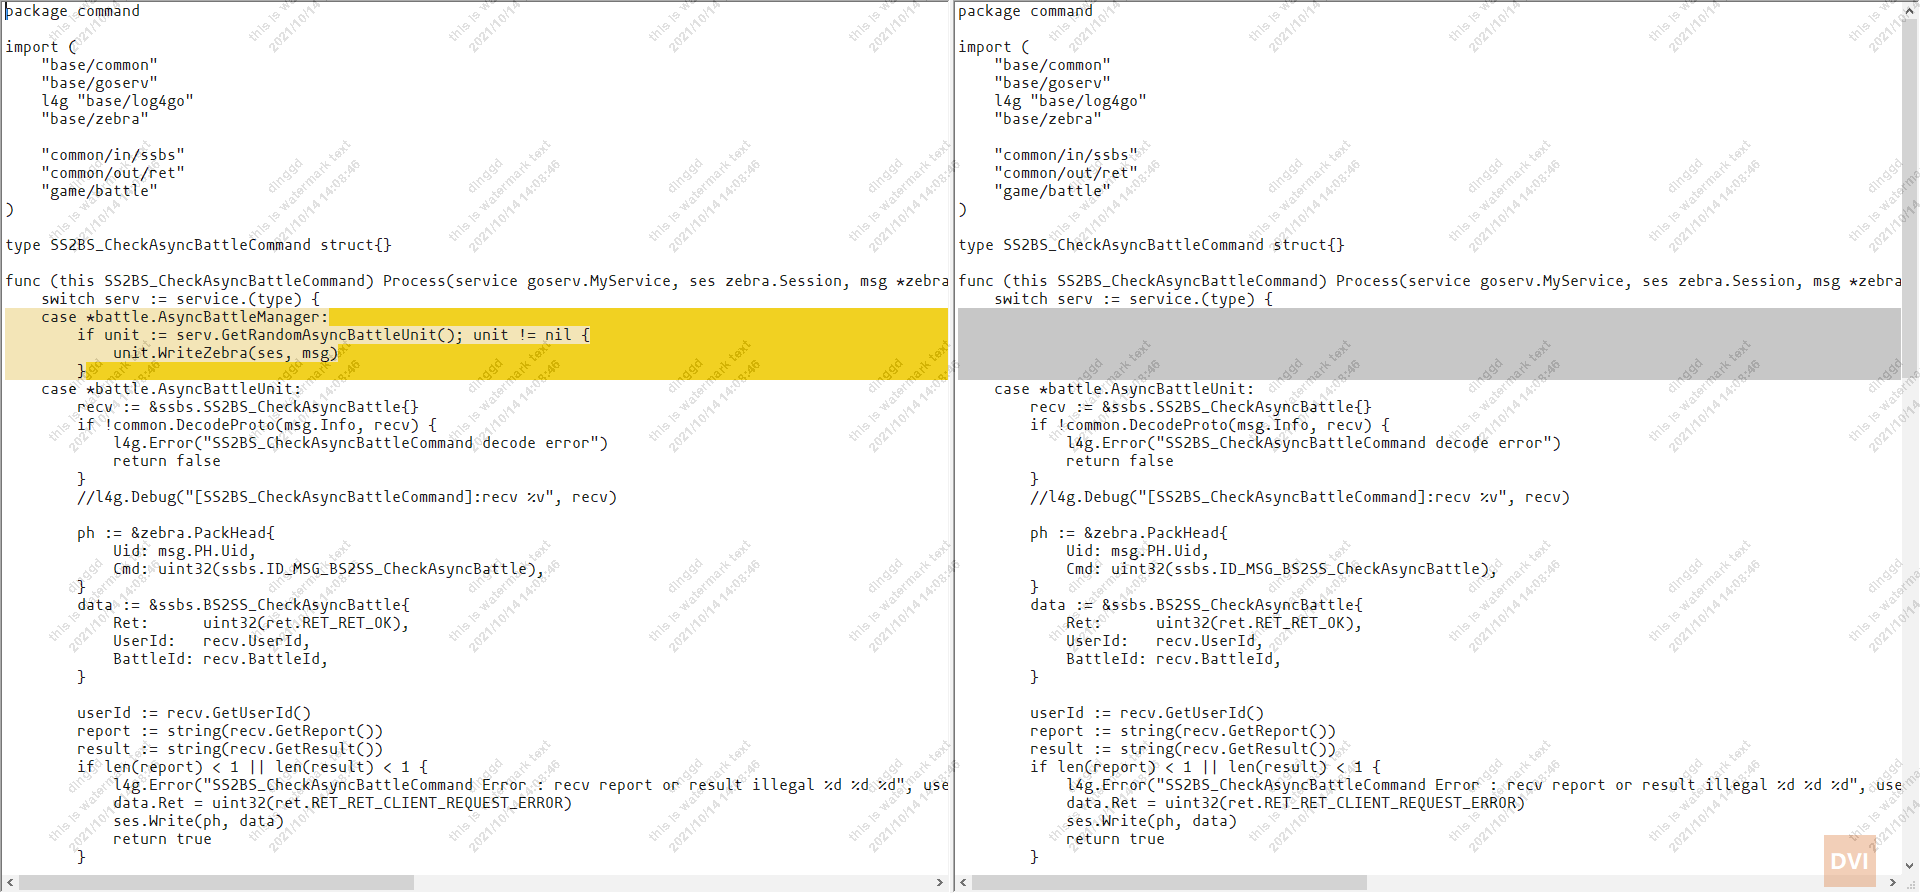 package command
import (
"base/common"
"base/goserv"
l4g "base/log4go"
"base/zebra"
"common/in/ssbs"
"common/out/ret"
"game/battle"
)
type SS2BS_CheckAsyncBattleCommand struct{}
func (this SS2BS_CheckAsyncBattleCommand) Process(service goserv.MyService, ses zebra.Session, msg *zebra
switch serv := service.(type) {
case *battle.AsyncBattleManager:
if unit := serv.GetRandomAsyncBattleUnit(); unit != nil {
unit.WriteZebra(ses, msg)
}
case *battle.AsyncBattleUnit:
recv := &ssbs.SS2BS_CheckAsyncBattle{}
if !common.DecodeProto(msg.Info, recv) {
l4g.Error("SS2BS_CheckAsyncBattleCommand decode error")
return false
}
//l4g.Debug("[SS2BS_CheckAsyncBattleCommand]:recv %v", recv)
ph := &zebra.PackHead{
Uid: msg.PH.Uid,
Cmd: uint32(ssbs.ID_MSG_BS2SS_CheckAsyncBattle),
}
data := &ssbs.BS2SS_CheckAsyncBattle{
Ret: uint32(ret.RET_RET_OK),
UserId: recv.UserId,
BattleId: recv.BattleId,
}
userId := recv.GetUserId()
report := string(recv.GetReport())
result := string(recv.GetResult())
if len(report) < 1 || len(result) < 1 {
l4g.Error("SS2BS_CheckAsyncBattleCommand Error : recv report or result illegal %d %d %d", use
data.Ret = uint32(ret.RET_RET_CLIENT_REQUEST_ERROR)
ses.Write(ph, data)
return true
}
package command
import (
"base/common"
"base/goserv"
l4g "base/log4go"
"base/zebra"
"common/in/ssbs"
"common/out/ret"
"game/battle"
)
type SS2BS_CheckAsyncBattleCommand struct{}
func (this SS2BS_CheckAsyncBattleCommand) Process(service goserv.MyService, ses zebra.Session, msg *zebra
switch serv := service.(type) {
case *battle.AsyncBattleUnit:
recv := &ssbs.SS2BS_CheckAsyncBattle{}
if !common.DecodeProto(msg.Info, recv) {
l4g.Error("SS2BS_CheckAsyncBattleCommand decode error")
return false
}
//l4g.Debug("[SS2BS_CheckAsyncBattleCommand]:recv %v", recv)
ph := &zebra.PackHead{
Uid: msg.PH.Uid,
Cmd: uint32(ssbs.ID_MSG_BS2SS_CheckAsyncBattle),
}
data := &ssbs.BS2SS_CheckAsyncBattle{
Ret: uint32(ret.RET_RET_OK),
UserId: recv.UserId,
BattleId: recv.BattleId,
}
userId := recv.GetUserId()
report := string(recv.GetReport())
result := string(recv.GetResult())
if len(report) < 1 || len(result) < 1 {
l4g.Error("SS2BS_CheckAsyncBattleCommand Error : recv report or result illegal %d %d %d", use
data.Ret = uint32(ret.RET_RET_CLIENT_REQUEST_ERROR)
ses.Write(ph, data)
return true
}
dinggd
this is watermark text
2021/10/14 14:08:46
DVI